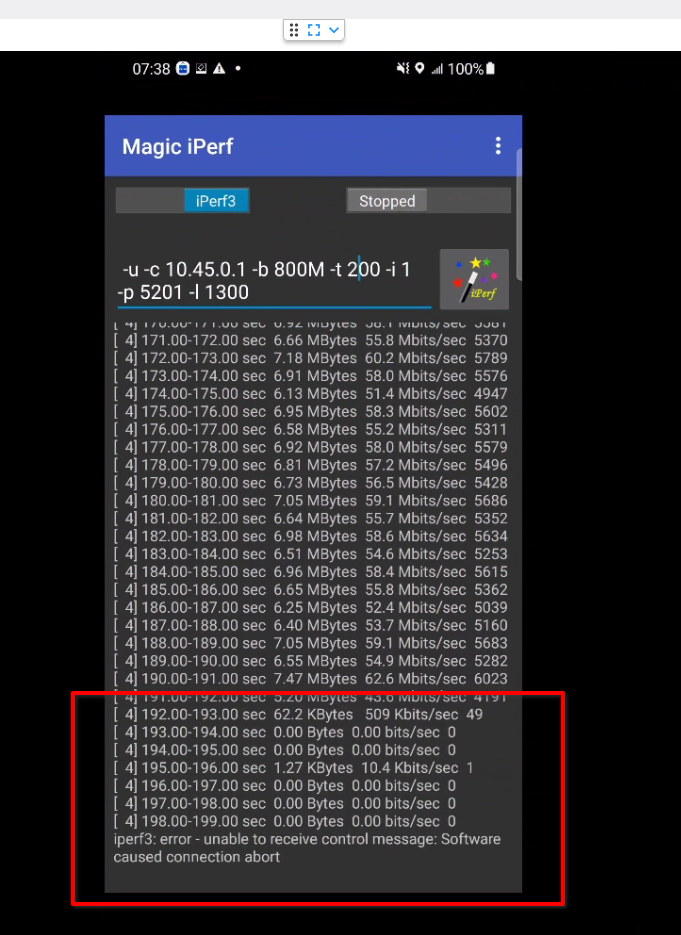 07:38
100%
Magic iPerf
iPerf3
Stopped
-u -c 10.45.0.1 -b 800M -t 200 -i 1
-p 5201 -l 1300
iPerf
[ 4] 170.00-171.00 sec 6.92 MBytes 58.1 Mbits/sec 5581
[ 4] 171.00-172.00 sec 6.66 MBytes 55.8 Mbits/sec 5370
[ 4] 172.00-173.00 sec 7.18 MBytes 60.2 Mbits/sec 5789
[ 4] 173.00-174.00 sec 6.91 MBytes 58.0 Mbits/sec 5576
[ 4] 174.00-175.00 sec 6.13 MBytes 51.4 Mbits/sec 4947
[ 4] 175.00-176.00 sec 6.95 MBytes 58.3 Mbits/sec 5602
[ 4] 176.00-177.00 sec 6.58 MBytes 55.2 Mbits/sec 5311
[ 4] 177.00-178.00 sec 6.92 MBytes 58.0 Mbits/sec 5579
[ 4] 178.00-179.00 sec 6.81 MBytes 57.2 Mbits/sec 5496
[ 4] 179.00-180.00 sec 6.73 MBytes 56.5 Mbits/sec 5428
[ 4] 180.00-181.00 sec 7.05 MBytes 59.1 Mbits/sec 5686
[ 4] 181.00-182.00 sec 6.64 MBytes 55.7 Mbits/sec 5352
[ 4] 182.00-183.00 sec 6.98 MBytes 58.6 Mbits/sec 5634
[ 4] 183.00-184.00 sec 6.51 MBytes 54.6 Mbits/sec 5253
[ 4] 184.00-185.00 sec 6.96 MBytes 58.4 Mbits/sec 5615
[ 4] 185.00-186.00 sec 6.65 MBytes 55.8 Mbits/sec 5362
[ 4] 186.00-187.00 sec 6.25 MBytes 52.4 Mbits/sec 5039
[ 4] 187.00-188.00 sec 6.40 MBytes 53.7 Mbits/sec 5160
[ 4] 188.00-189.00 sec 7.05 MBytes 59.1 Mbits/sec 5683
[ 4] 189.00-190.00 sec 6.55 MBytes 54.9 Mbits/sec 5282
[ 4] 190.00-191.00 sec 7.47 MBytes 62.6 Mbits/sec 6023
[ 4] 191.00-192.00 sec 5.20 MBytes 43.6 Mbits/sec 4191
[ 4] 192.00-193.00 sec 62.2 KBytes 509 Kbits/sec 49
[ 4] 193.00-194.00 sec 0.00 Bytes 0.00 bits/sec 0
[ 4] 194.00-195.00 sec 0.00 Bytes 0.00 bits/sec 0
[ 4] 195.00-196.00 sec 1.27 KBytes 10.4 Kbits/sec 1
[ 4] 196.00-197.00 sec 0.00 Bytes 0.00 bits/sec 0
[ 4] 197.00-198.00 sec 0.00 Bytes 0.00 bits/sec 0
[ 4] 198.00-199.00 sec 0.00 Bytes 0.00 bits/sec 0
iperf3: error - unable to receive control message: Software
caused connection abort